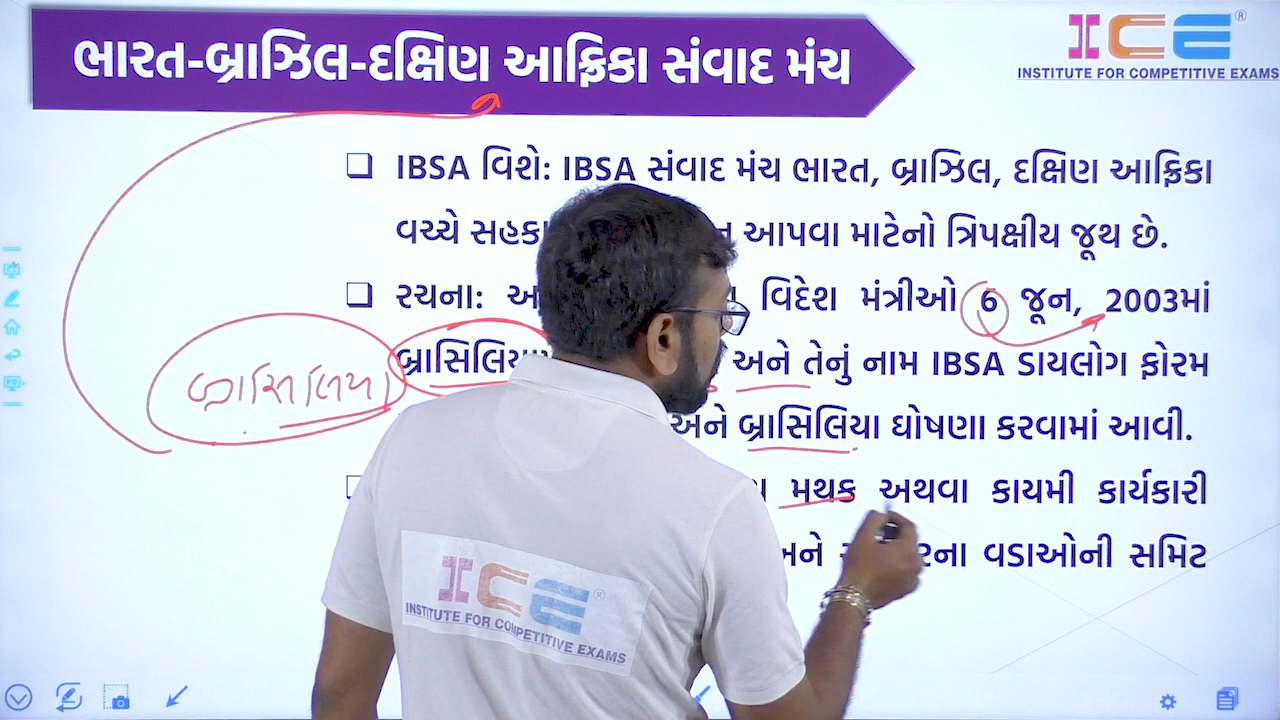 ભારત-બ્રાઝિલ-દક્ષિણ આફ્રિકા સંવાદ મંચ
ICE®
INSTITUTE FOR COMPETITIVE EXAMS
IBSA વિશે: IBSA સંવાદ મંચ ભારત, બ્રાઝિલ, દક્ષિણ આફ્રિકા
વચ્ચે આપવા માટેનો ત્રિપક્ષીય જૂથ છે.
રચના: વિદેશ મંત્રીઓ 6 જૂન, 2003માં
અને તેનું નામ IBSA ડાયલોગ ફોરમ
બ્રાસિલિયા
અને બ્રાસિલિયા ઘોષણા કરવામાં આવી.
મથક અથવા કાયમી કાર્યકારી
વડાઓની સમિટ
ICE®
INSTITUTE FOR COMPETITIVE EXAMS